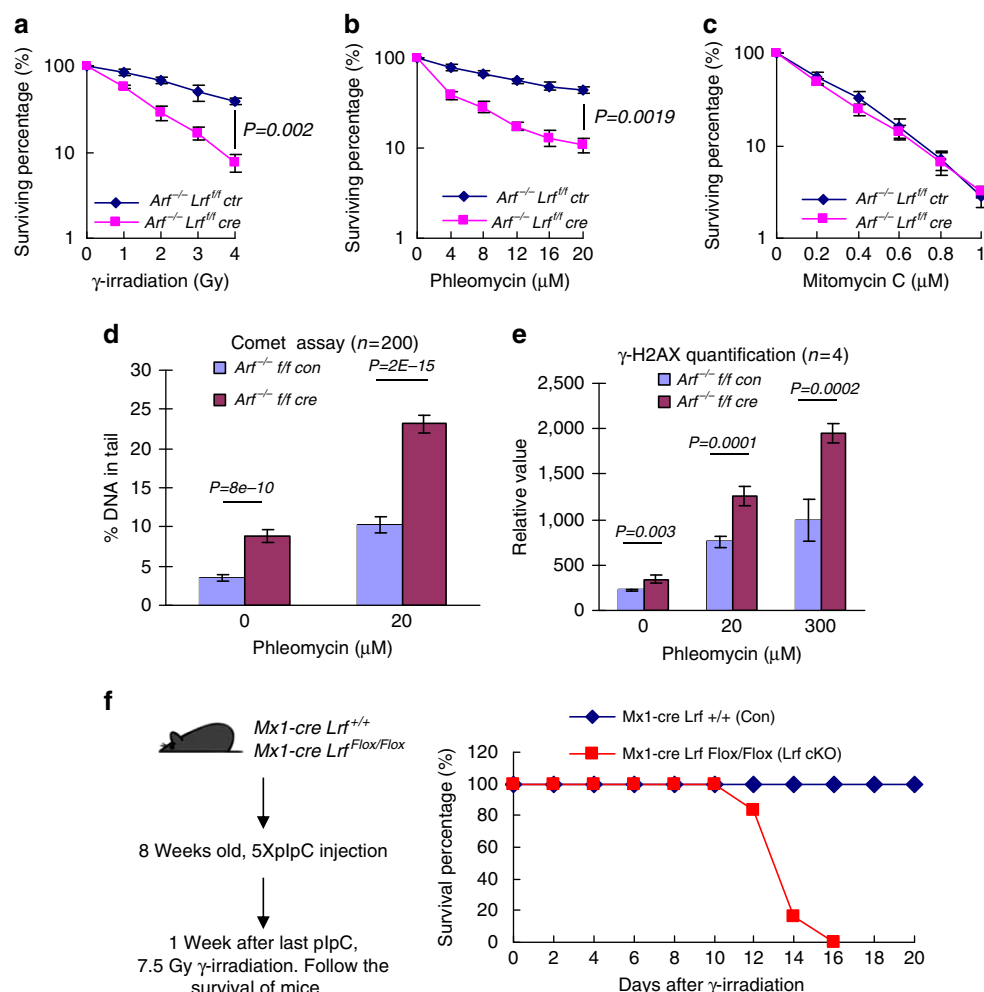 a
Surviving percentage (%)
100
10
1
0 1 2 3 4
γ-irradiation (Gy)
P=0.002
Arf−/− Lrff/f ctr
Arf−/− Lrff/f cre
b
Surviving percentage (%)
100
10
1
0 4 8 12 16 20
Phleomycin (μM)
P=0.0019
Arf−/− Lrff/f ctr
Arf−/− Lrff/f cre
c
Surviving percentage (%)
100
10
1
0 0.2 0.4 0.6 0.8 1
Mitomycin C (μM)
Arf−/− Lrff/f ctr
Arf−/− Lrff/f cre
d
Comet assay (n=200)
Arf−/− f/f con
Arf−/− f/f cre
P=2E−15
P=8e−10
% DNA in tail
30
25
20
15
10
5
0
0 20
Phleomycin (μM)
e
γ-H2AX quantification (n=4)
Arf−/− f/f con
Arf−/− f/f cre
P=0.0002
P=0.0001
P=0.003
Relative value
2,500
2,000
1,500
1,000
500
0
0 20 300
Phleomycin (μM)
f
Mx1-cre Lrf+/+
Mx1-cre LrfFlox/Flox
8 Weeks old, 5XpIpC injection
1 Week after last pIpC,
7.5 Gy γ-irradiation. Follow the
survival of mice
Mx1-cre Lrf +/+ (Con)
Mx1-cre Lrf Flox/Flox (Lrf cKO)
Survival percentage (%)
120
100
80
60
40
20
0
0 2 4 6 8 10 12 14 16 18 20
Days after γ-irradiation